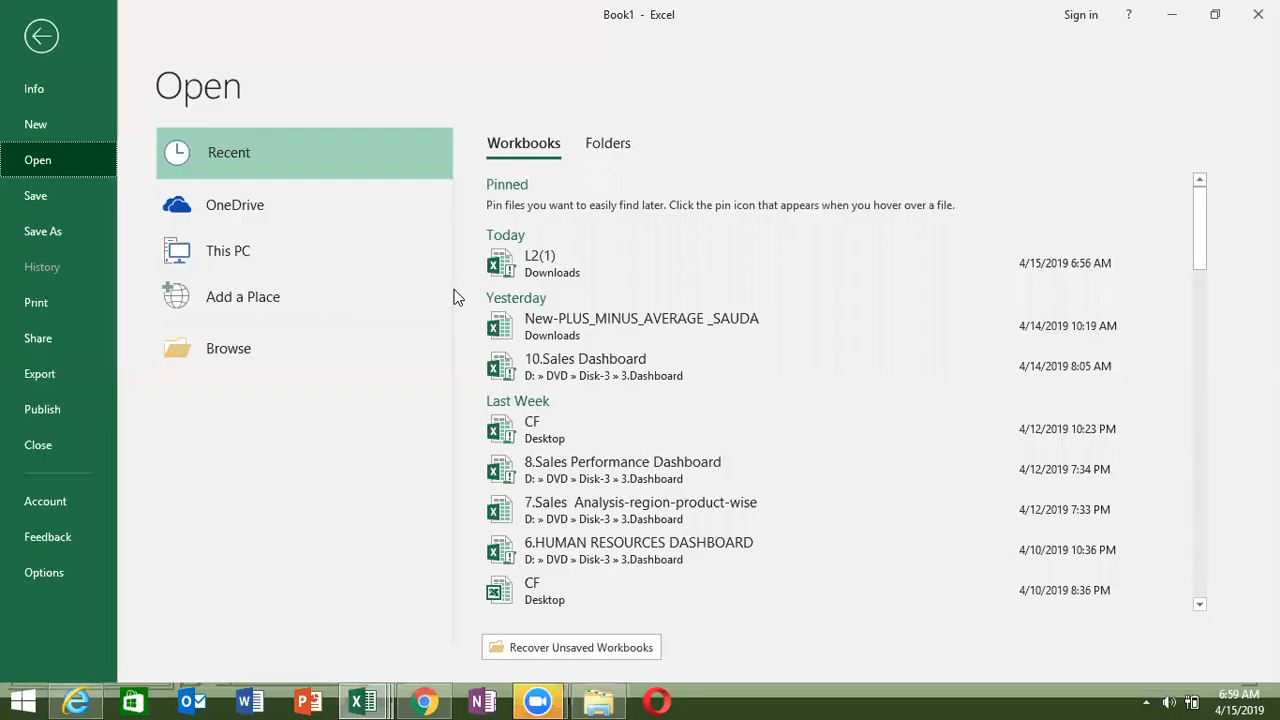 Book1 - Excel
Sign in
?
Open
Info
New
Open
Save
Save As
History
Print
Share
Export
Publish
Close
Account
Feedback
Options
Recent
OneDrive
This PC
Add a Place
Browse
Workbooks
Folders
Pinned
Pin files you want to easily find later. Click the pin icon that appears when you hover over a file.
Today
L2(1)
Downloads
4/15/2019 6:56 AM
Yesterday
New-PLUS_MINUS_AVERAGE _SAUDA
Downloads
4/14/2019 10:19 AM
10.Sales Dashboard
D: » DVD » Disk-3 » 3.Dashboard
4/14/2019 8:05 AM
Last Week
CF
Desktop
4/12/2019 10:23 PM
8.Sales Performance Dashboard
D: » DVD » Disk-3 » 3.Dashboard
4/12/2019 7:34 PM
7.Sales Analysis-region-product-wise
D: » DVD » Disk-3 » 3.Dashboard
4/12/2019 7:33 PM
6.HUMAN RESOURCES DASHBOARD
D: » DVD » Disk-3 » 3.Dashboard
4/10/2019 10:36 PM
CF
Desktop
4/10/2019 8:36 PM
Recover Unsaved Workbooks
6:59 AM
4/15/2019